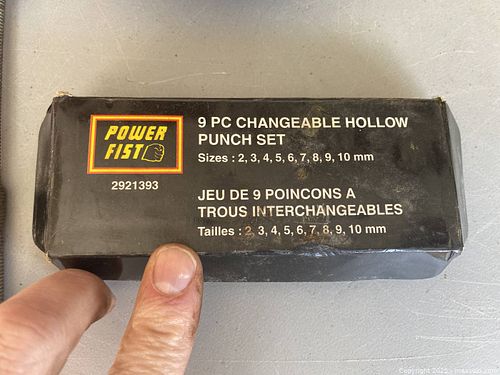 POWER
FIST
2921393
9 PC CHANGEABLE HOLLOW
PUNCH SET
Sizes : 2, 3, 4, 5, 6, 7, 8, 9, 10 mm
JEU DE 9 POINCONS A
TROUS INTERCHANGEABLES
Tailles : 2, 3, 4, 5, 6, 7, 8, 9, 10 mm